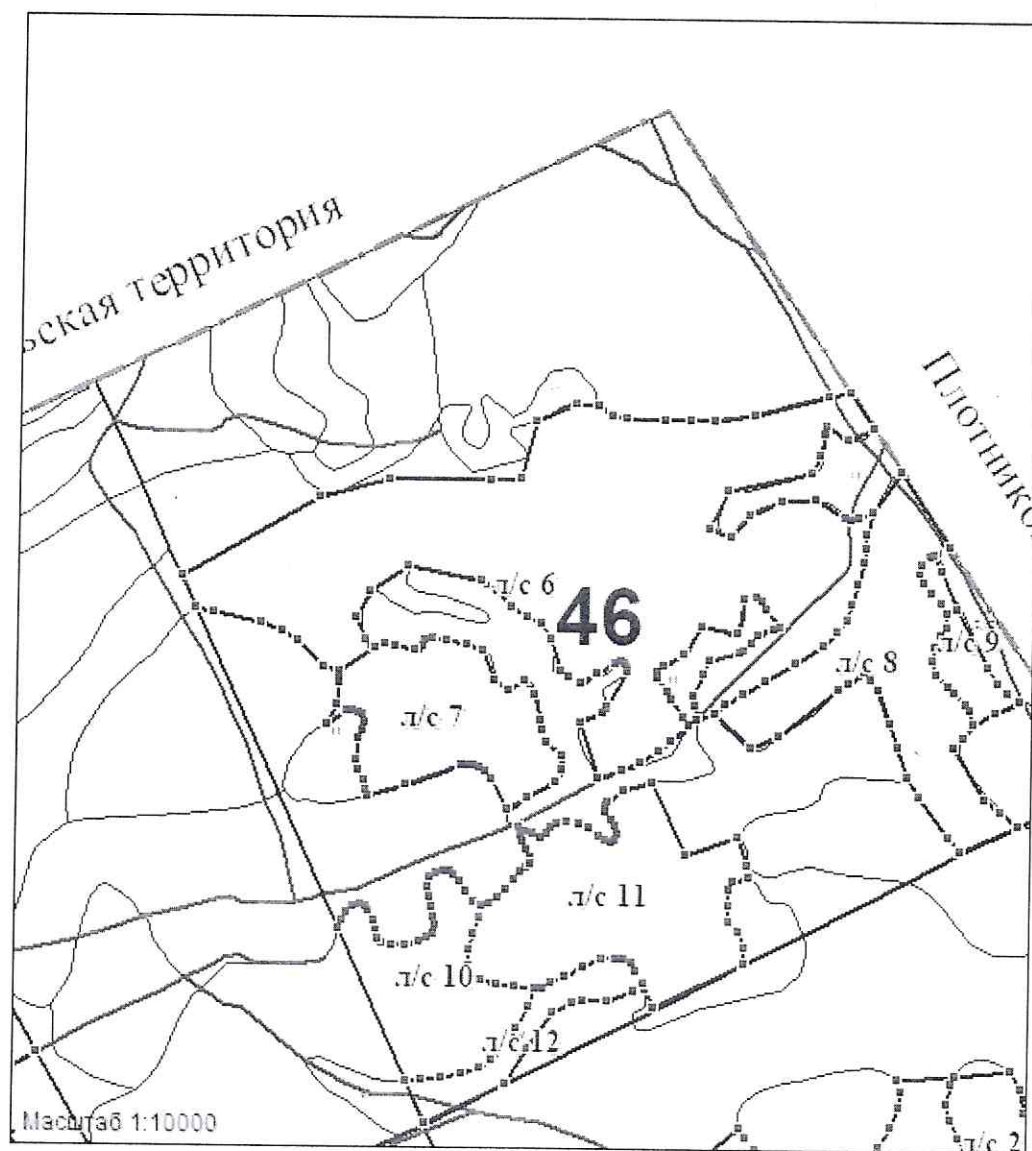 ьская территория
Плотнико
л/с 6
46
л/с 9
л/с 8
л/с 7
л/с 11
л/с 10
л/с 12
Масштаб 1:10000
л/с 2